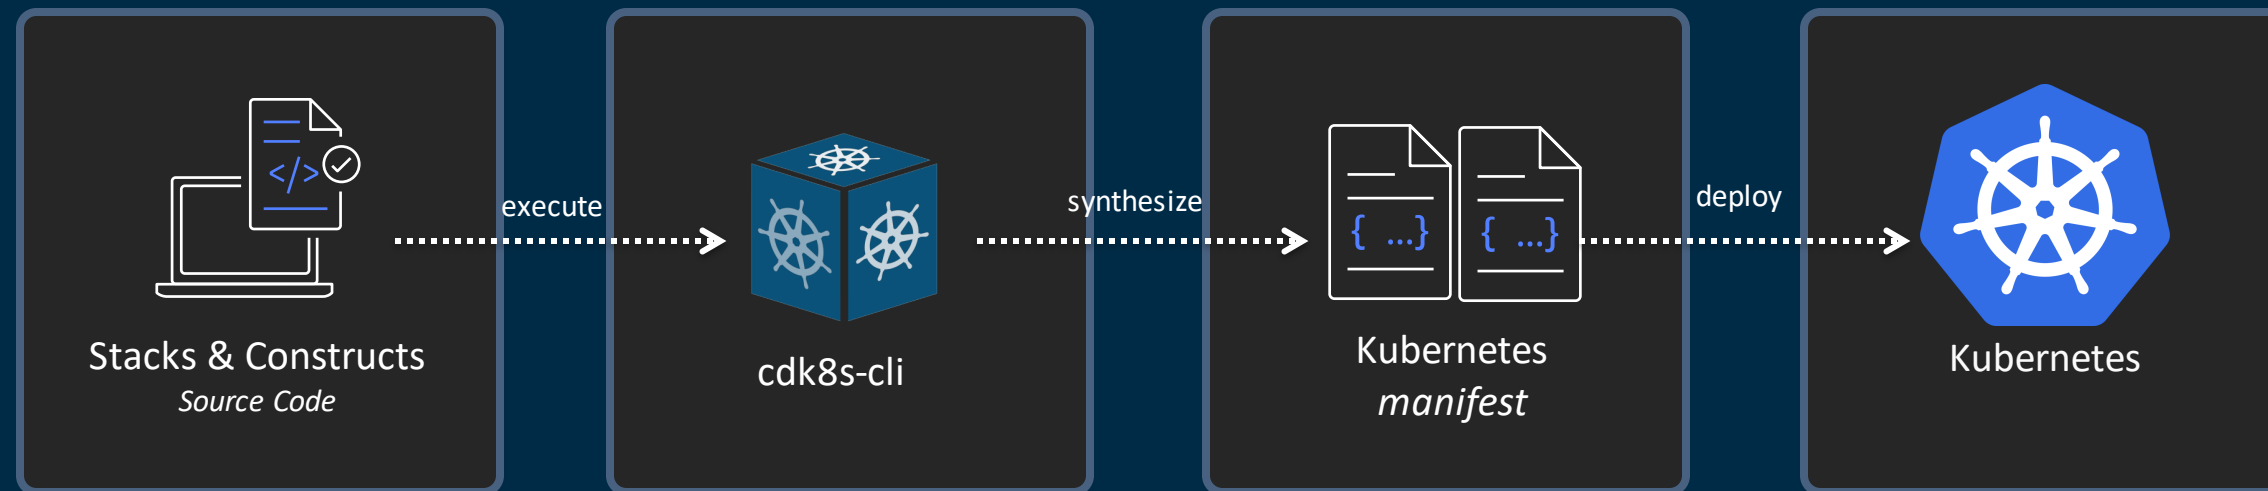 </>
execute
Stacks & Constructs
Source Code
cdk8s-cli
synthesize
{ ...}
{ ...}
Kubernetes
manifest
deploy
Kubernetes